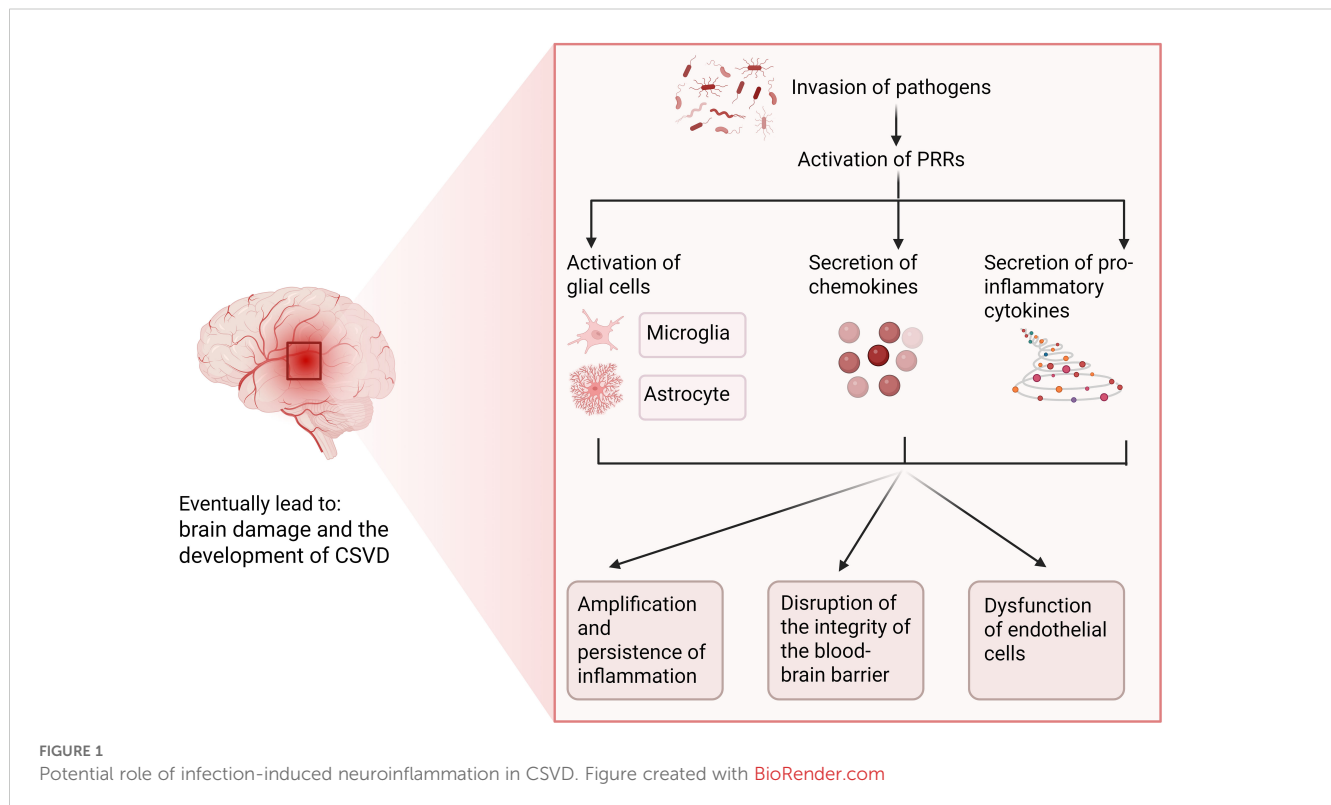 Invasion of pathogens
Activation of PRRs
Activation of
glial cells
Microglia
Astrocyte
Secretion of
chemokines
Secretion of pro-
inflammatory
cytokines
Eventually lead to:
brain damage and the
development of CSVD
Amplification
and
persistence of
inflammation
Disruption of
the integrity of
the blood-
brain barrier
Dysfunction
of endothelial
cells
FIGURE 1
Potential role of infection-induced neuroinflammation in CSVD. Figure created with BioRender.com